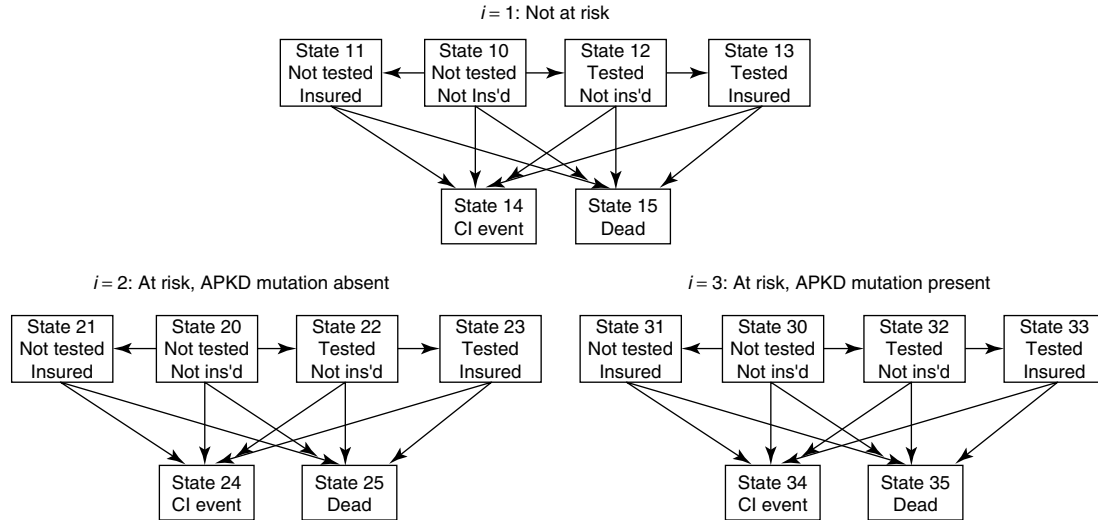 i = 1: Not at risk
State 11
Not tested
Insured
State 10
Not tested
Not Ins'd
State 12
Tested
Not ins'd
State 13
Tested
Insured
State 14
CI event
State 15
Dead
i = 2: At risk, APKD mutation absent
State 21
Not tested
Insured
State 20
Not tested
Not ins'd
State 22
Tested
Not ins'd
State 23
Tested
Insured
State 24
CI event
State 25
Dead
i = 3: At risk, APKD mutation present
State 31
Not tested
Insured
State 30
Not tested
Not ins'd
State 32
Tested
Not ins'd
State 33
Tested
Insured
State 34
CI event
State 35
Dead